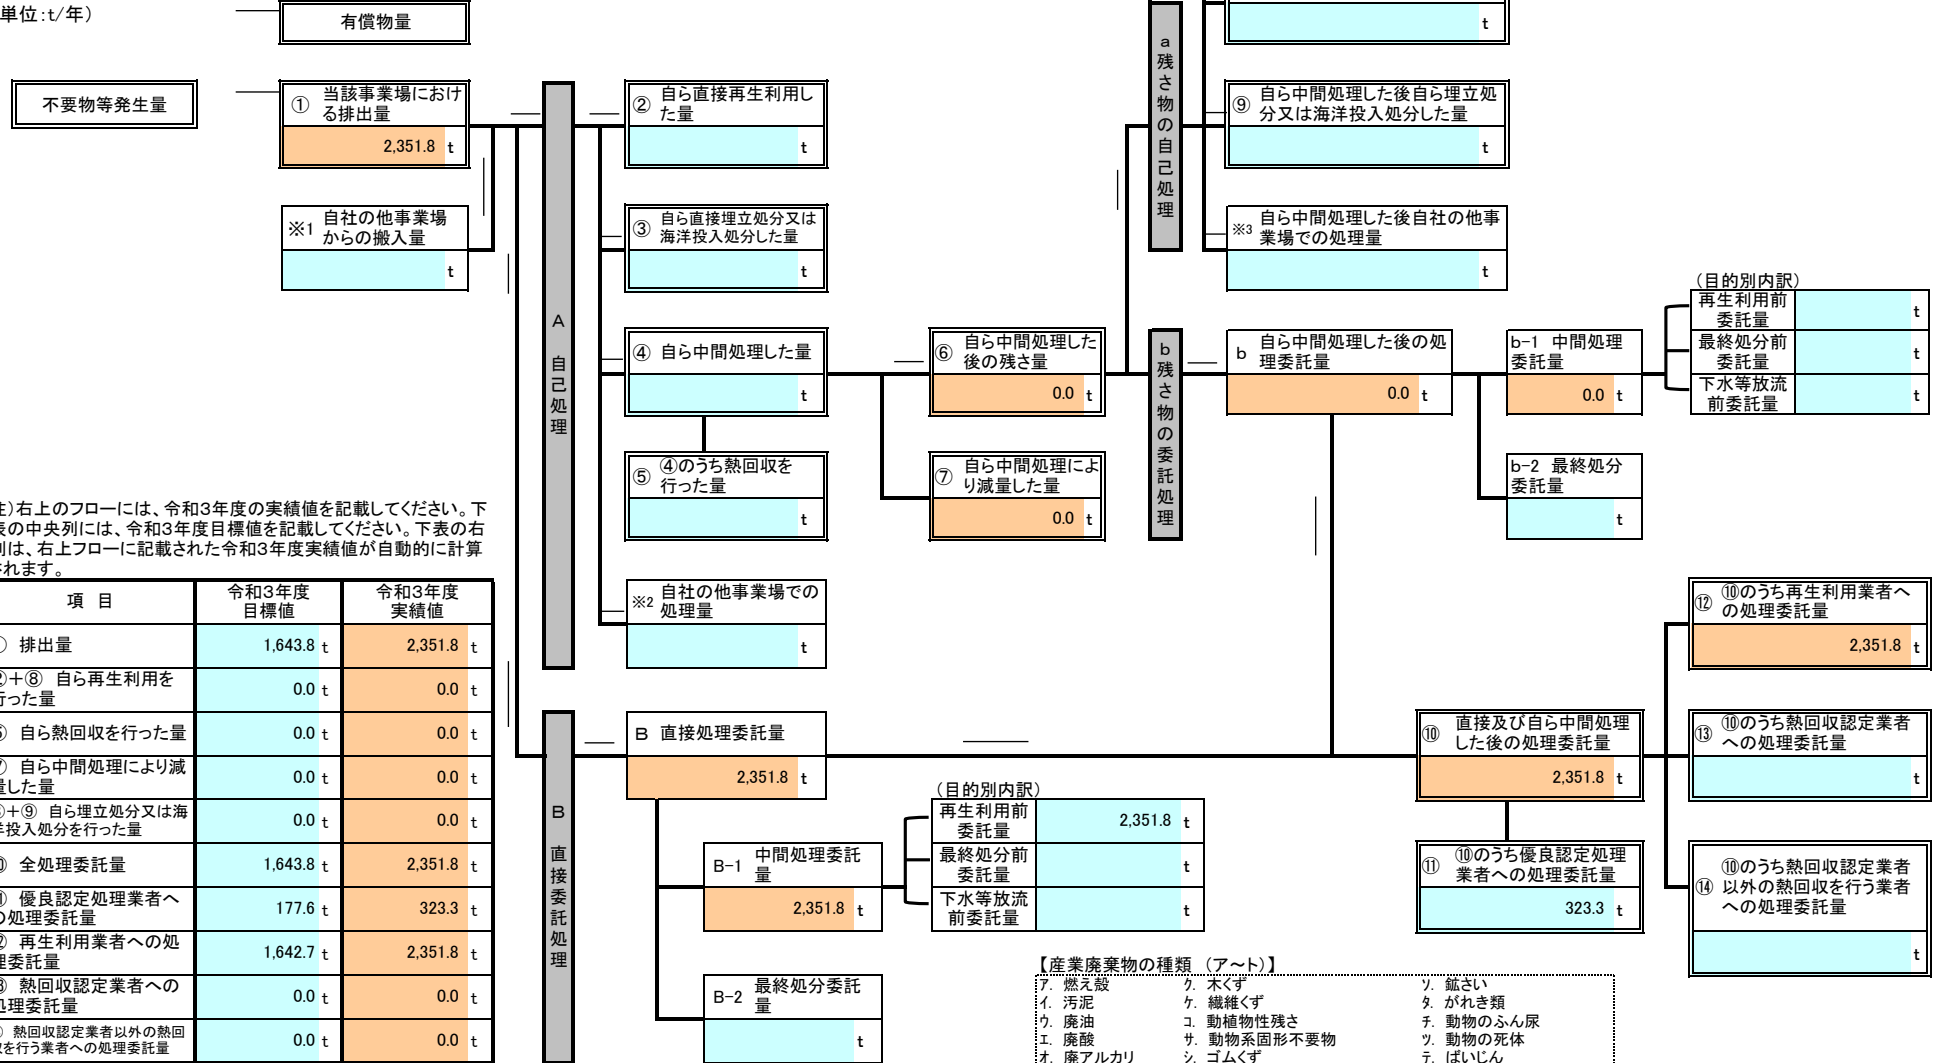 単位：t/年）
有償物量
不要物等発生量
① 当該事業場におけ
る排出量
2,351.8 t
※1 自社の他事業場
からの搬入量
t
A 自己処理
② 自ら直接再生利用し
た量
t
③ 自ら直接埋立処分又は
海洋投入処分した量
t
④ 自ら中間処理した量
t
⑤ ④のうち熱回収を
行った量
t
※2 自社の他事業場での
処理量
t
⑥ 自ら中間処理した
後の残さ量
0.0 t
⑦ 自ら中間処理によ
り減量した量
0.0 t
a 残さ物の自己処理
t
⑨ 自ら中間処理した後自ら埋立処
分又は海洋投入処分した量
t
※3 自ら中間処理した後自社の他事
業場での処理量
t
b 残さ物の委託処理
b 自ら中間処理した後の処
理委託量
0.0 t
b-1 中間処理
委託量
0.0 t
b-2 最終処分
委託量
t
（目的別内訳）
再生利用前
委託量
t
最終処分前
委託量
t
下水等放流
前委託量
t
）右上のフローには、令和3年度の実績値を記載してください。下
表の中央列には、令和3年度目標値を記載してください。下表の右
列は、右上フローに記載された令和3年度実績値が自動的に計算
されます。
項 目 令和3年度
目標値 令和3年度
実績値
排出量 1,643.8 t 2,351.8 t
②＋⑧ 自ら再生利用を
行った量 0.0 t 0.0 t
自ら熱回収を行った量 0.0 t 0.0 t
自ら中間処理により減
量した量 0.0 t 0.0 t
＋⑨ 自ら埋立処分又は海
洋投入処分を行った量 0.0 t 0.0 t
全処理委託量 1,643.8 t 2,351.8 t
優良認定処理業者へ
の処理委託量 177.6 t 323.3 t
再生利用業者への処
理委託量 1,642.7 t 2,351.8 t
熱回収認定業者への
処理委託量 0.0 t 0.0 t
熱回収認定業者以外の熱回
収を行う業者への処理委託量 0.0 t 0.0 t
B 直接委託処理
B 直接処理委託量
2,351.8 t
B-1 中間処理委託
量
2,351.8 t
B-2 最終処分委託
量
t
（目的別内訳）
再生利用前
委託量
2,351.8 t
最終処分前
委託量
t
下水等放流
前委託量
t
⑩ 直接及び自ら中間処理
した後の処理委託量
2,351.8 t
⑪ ⑩のうち優良認定処理
業者への処理委託量
323.3 t
⑫ ⑩のうち再生利用業者へ
の処理委託量
2,351.8 t
⑬ ⑩のうち熱回収認定業者
への処理委託量
t
⑭ ⑩のうち熱回収認定業者
以外の熱回収を行う業者
への処理委託量
t
【産業廃棄物の種類 （ア～ト）】
ア. 燃え殻 ク. 木くず ソ. 鉱さい
イ. 汚泥 ケ. 繊維くず タ. がれき類
ウ. 廃油 コ. 動植物性残さ チ. 動物のふん尿
エ. 廃酸 サ. 動物系固形不要物 ツ. 動物の死体
オ. 廃アルカリ シ. ゴムくず テ. ばいじん